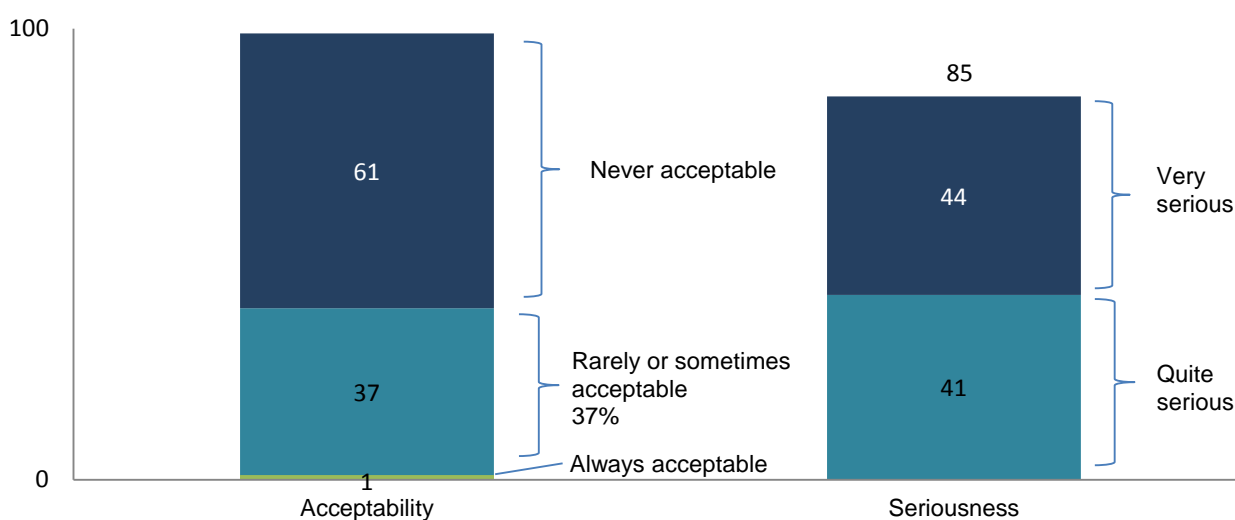 100
85
61
Never acceptable
44
Very
serious
Rarely or sometimes
acceptable
37%
37
41
Quite
serious
Always acceptable
0
1
Acceptability
Seriousness